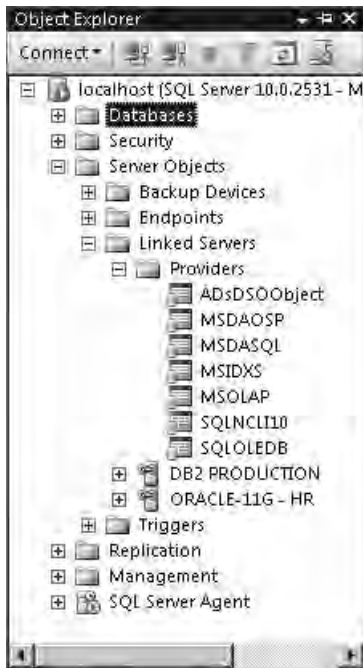 Object Explorer
Connect
localhost (SQL Server 10.0.2531 - M
Databases
Security
Server Objects
Backup Devices
Endpoints
Linked Servers
Providers
ADsDSOObject
MSDAOSP
MSDASQL
MSIDXS
MSOLAP
SQLNCLI10
SQLOLEDB
DB2 PRODUCTION
ORACLE-11G - HR
Triggers
Replication
Management
SQL Server Agent